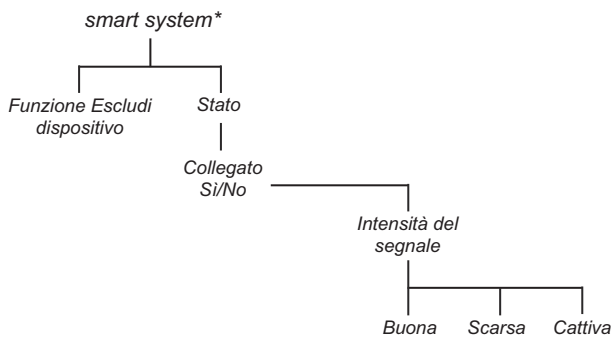 smart system*
Funzione Escludi
dispositivo
Stato
Collegato
Sì/No
Intensità del
segnale
Buona
Scarsa
Cattiva